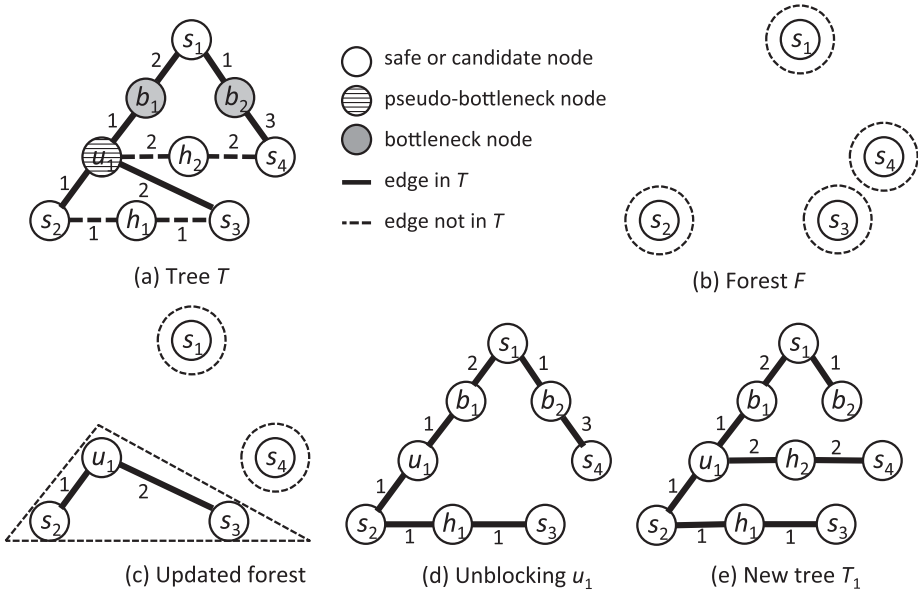 s1
2 1
b1 b2
1 3
u1 2 h2 2 s4
1 2
s2 1 h1 1 s3
(a) Tree T
safe or candidate node
pseudo-bottleneck node
bottleneck node
edge in T
edge not in T
s1
s4
s2 s3
(b) Forest F
s1
u1 s4
1 2
s2 s3
(c) Updated forest
s1
2 1
b1 b2
1 3
u1 s4
1
s2 1 h1 1 s3
(d) Unblocking u1
s1
2 1
b1 b2
1
u1 2 h2 2 s4
1
s2 1 h1 1 s3
(e) New tree T1